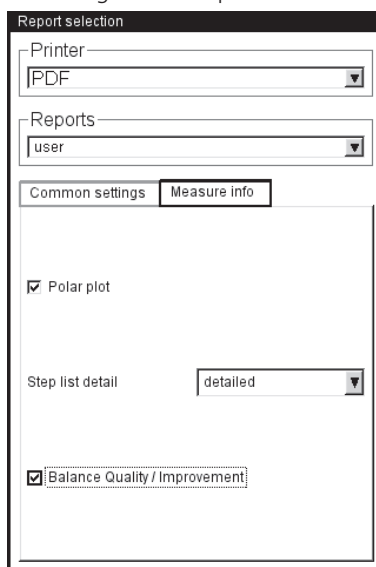 Report selection
Printer
PDF
Reports
user
Common settings Measure info
Polar plot
Step list detail detailed
Balance Quality / Improvement